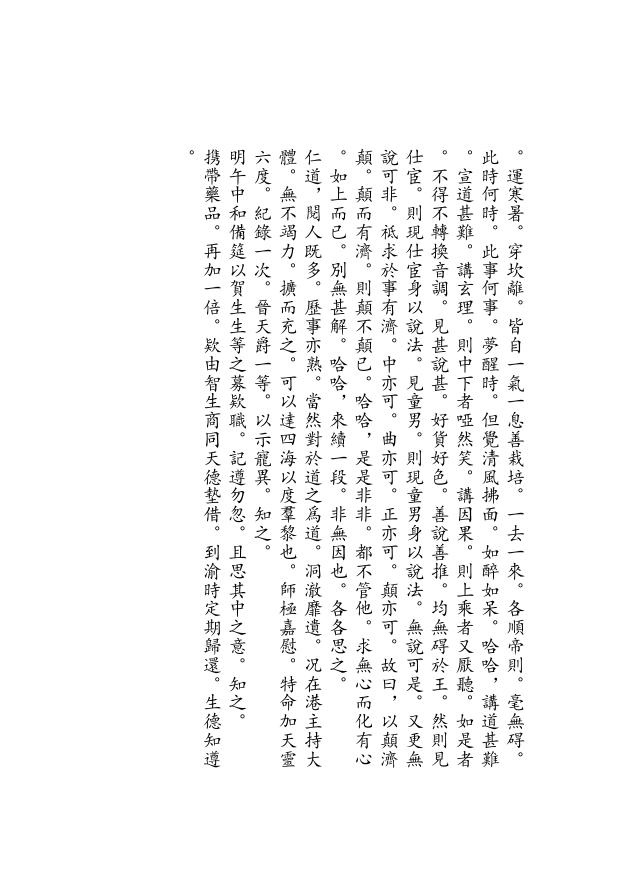 。運寒暑。穿坎離。皆自一氣一息善栽培。一去一來。各順帝則。毫無碍。
此時何時。此事何事。夢醒時。但覺清風拂面。如醉如呆。哈哈，講道甚難
。宣道甚難。講玄理。則中下者啞然笑。講因果。則上乘者又厭聽。如是者
。不得不轉換音調。見甚說甚。好貨好色。善說善推。均無碍於王。然則見
仕宦。則現仕宦身以說法。見童男。則現童男身以說法。無說可是。又更無
說可非。祇求於事有濟。中亦可。曲亦可。正亦可。顛亦可。故曰，以顛濟
顛。顛而有濟。則顛不顛已。哈哈，是是非非。都不管他。求無心而化有心
。如上而已。別無甚解。哈哈，來續一段。非無因也。各各思之。
仁道，閱人既多。歷事亦熟。當然對於道之爲道。洞澈靡遺。况在港主持大
體。無不竭力。擴而充之。可以達四海以度羣黎也。師極嘉慰。特命加天靈
六度。紀錄一次。晉天爵一等。以示寵異。知之。
明午中和備筵以賀生生等之募欵職。記遵勿忽。且思其中之意。知之。
携帶藥品。再加一倍。欵由智生商同天德墊借。到渝時定期歸還。生德知遵
。